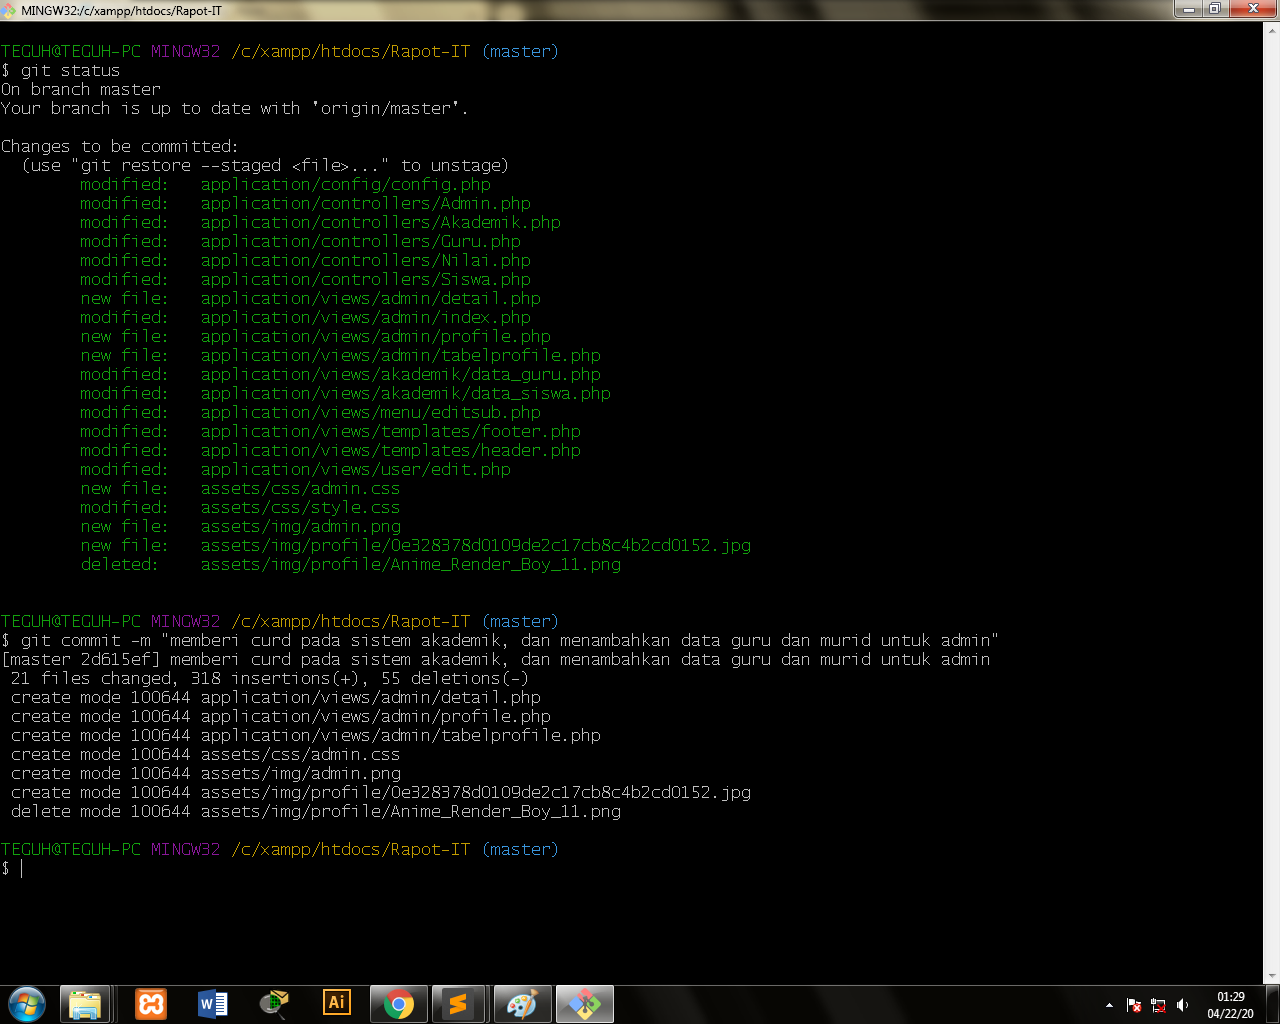 MINGW32:/c/xampp/htdocs/Rapot-IT
TEGUH@TEGUH-PC MINGW32 /c/xampp/htdocs/Rapot-IT (master)
$ git status
On branch master
Your branch is up to date with 'origin/master'.
Changes to be committed:
(use "git restore --staged <file>..." to unstage)
modified:   application/config/config.php
modified:   application/controllers/Admin.php
modified:   application/controllers/Akademik.php
modified:   application/controllers/Guru.php
modified:   application/controllers/Nilai.php
modified:   application/controllers/Siswa.php
new file:   application/views/admin/detail.php
modified:   application/views/admin/index.php
new file:   application/views/admin/profile.php
new file:   application/views/admin/tabelprofile.php
modified:   application/views/akademik/data_guru.php
modified:   application/views/akademik/data_siswa.php
modified:   application/views/menu/editsub.php
modified:   application/views/templates/footer.php
modified:   application/views/templates/header.php
modified:   application/views/user/edit.php
new file:   assets/css/admin.css
modified:   assets/css/style.css
new file:   assets/img/admin.png
new file:   assets/img/profile/0e328378d0109de2c17cb8c4b2cd0152.jpg
deleted:    assets/img/profile/Anime_Render_Boy_11.png
TEGUH@TEGUH-PC MINGW32 /c/xampp/htdocs/Rapot-IT (master)
$ git commit -m "memberi curd pada sistem akademik, dan menambahkan data guru dan murid untuk admin"
[master 2d615ef] memberi curd pada sistem akademik, dan menambahkan data guru dan murid untuk admin
21 files changed, 318 insertions(+), 55 deletions(-)
create mode 100644 application/views/admin/detail.php
create mode 100644 application/views/admin/profile.php
create mode 100644 application/views/admin/tabelprofile.php
create mode 100644 assets/css/admin.css
create mode 100644 assets/img/admin.png
create mode 100644 assets/img/profile/0e328378d0109de2c17cb8c4b2cd0152.jpg
delete mode 100644 assets/img/profile/Anime_Render_Boy_11.png
TEGUH@TEGUH-PC MINGW32 /c/xampp/htdocs/Rapot-IT (master)
$
Ai
01:29
04/22/20